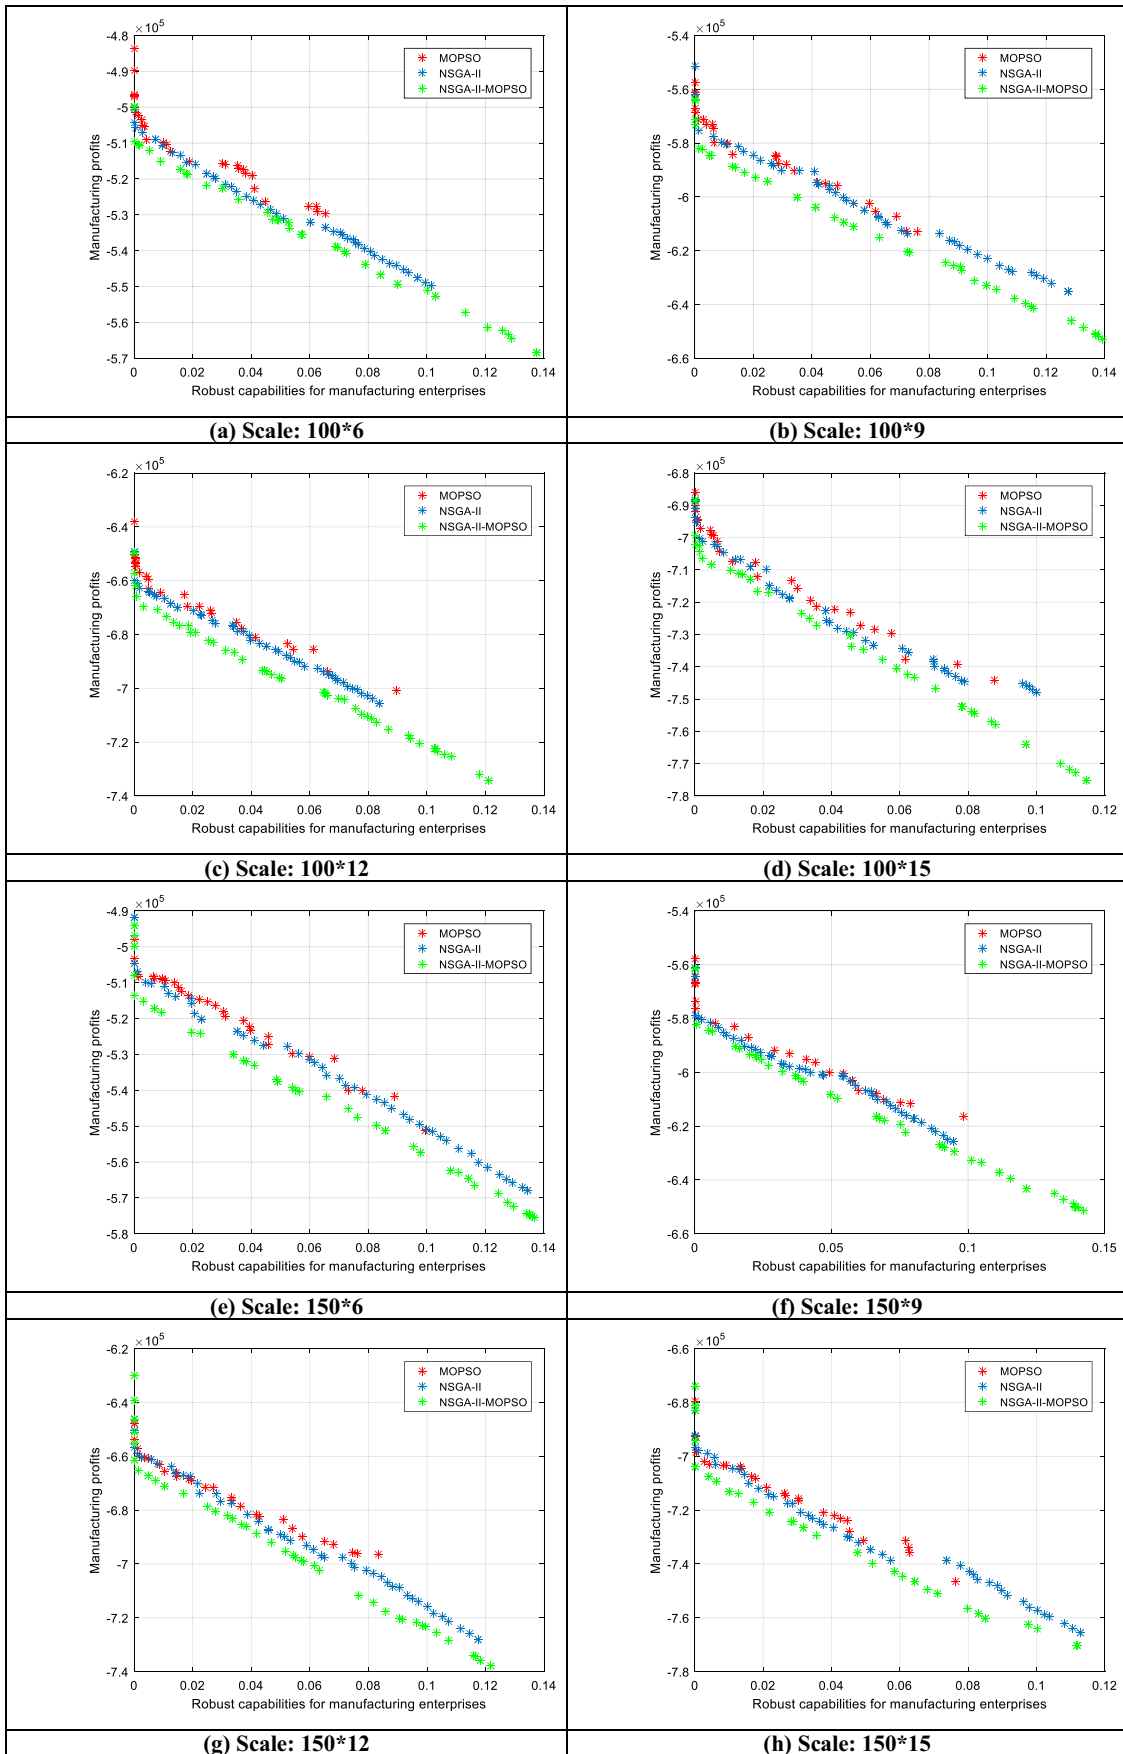 ×10^5
-4.8
-4.9
-5
-5.1
-5.2
-5.3
-5.4
-5.5
-5.6
-5.7
Manufacturing profits
MOPSO
NSGA-II
NSGA-II-MOPSO
0 0.02 0.04 0.06 0.08 0.1 0.12 0.14
Robust capabilities for manufacturing enterprises
(a) Scale: 100*6
×10^5
-5.4
-5.6
-5.8
-6
-6.2
-6.4
-6.6
Manufacturing profits
MOPSO
NSGA-II
NSGA-II-MOPSO
0 0.02 0.04 0.06 0.08 0.1 0.12 0.14
Robust capabilities for manufacturing enterprises
(b) Scale: 100*9
×10^5
-6.2
-6.4
-6.6
-6.8
-7
-7.2
-7.4
Manufacturing profits
MOPSO
NSGA-II
NSGA-II-MOPSO
0 0.02 0.04 0.06 0.08 0.1 0.12 0.14
Robust capabilities for manufacturing enterprises
(c) Scale: 100*12
×10^5
-6.8
-6.9
-7
-7.1
-7.2
-7.3
-7.4
-7.5
-7.6
-7.7
-7.8
Manufacturing profits
MOPSO
NSGA-II
NSGA-II-MOPSO
0 0.02 0.04 0.06 0.08 0.1 0.12
Robust capabilities for manufacturing enterprises
(d) Scale: 100*15
×10^5
-4.9
-5
-5.1
-5.2
-5.3
-5.4
-5.5
-5.6
-5.7
-5.8
Manufacturing profits
MOPSO
NSGA-II
NSGA-II-MOPSO
0 0.02 0.04 0.06 0.08 0.1 0.12 0.14
Robust capabilities for manufacturing enterprises
(e) Scale: 150*6
×10^5
-5.4
-5.6
-5.8
-6
-6.2
-6.4
-6.6
Manufacturing profits
MOPSO
NSGA-II
NSGA-II-MOPSO
0 0.05 0.1 0.15
Robust capabilities for manufacturing enterprises
(f) Scale: 150*9
×10^5
-6.2
-6.4
-6.6
-6.8
-7
-7.2
-7.4
Manufacturing profits
MOPSO
NSGA-II
NSGA-II-MOPSO
0 0.02 0.04 0.06 0.08 0.1 0.12 0.14
Robust capabilities for manufacturing enterprises
(g) Scale: 150*12
×10^5
-6.6
-6.8
-7
-7.2
-7.4
-7.6
-7.8
Manufacturing profits
MOPSO
NSGA-II
NSGA-II-MOPSO
0 0.02 0.04 0.06 0.08 0.1 0.12
Robust capabilities for manufacturing enterprises
(h) Scale: 150*15